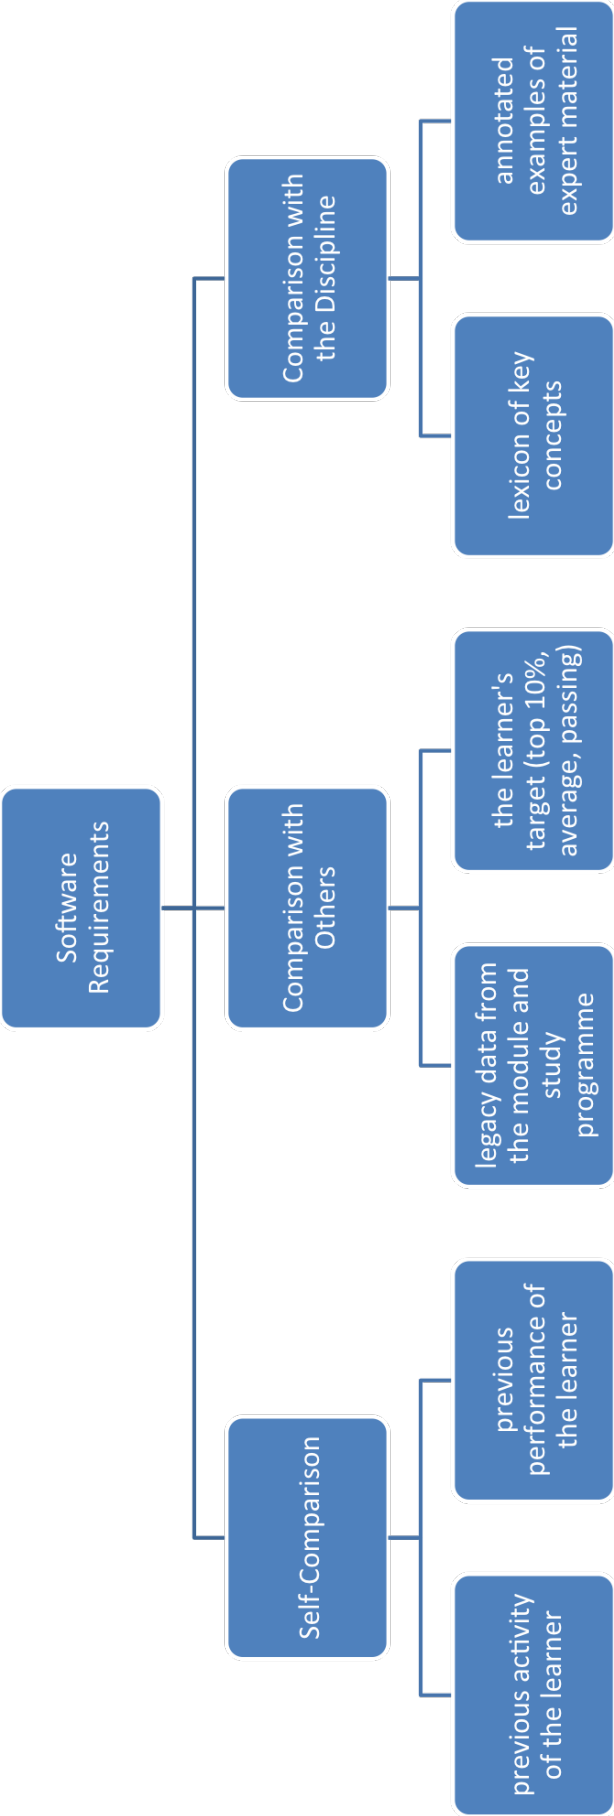 Software
Requirements
Self-Comparison
previous activity
of the learner
previous
performance of
the learner
Comparison with
Others
legacy data from
the module and
study
programme
the learner's
target (top 10%,
average, passing)
Comparison with
the Discipline
lexicon of key
concepts
annotated
examples of
expert material